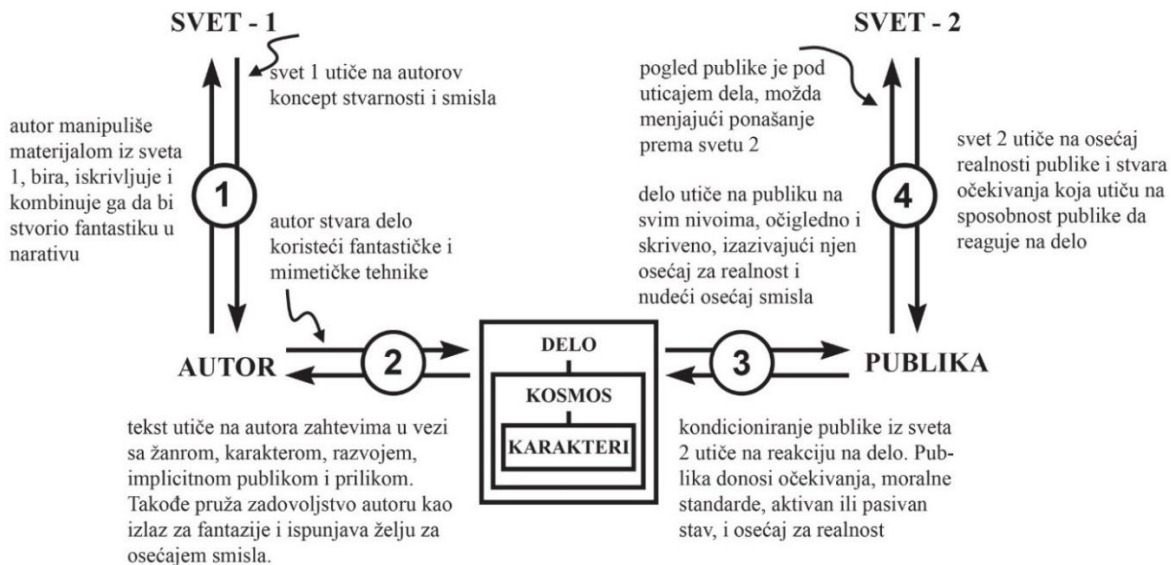 SVET - 1
svet 1 utiče na autorov
koncept stvarnosti i smisla
autor manipuliše
materijalom iz sveta
1, bira, iskrivljuje i
kombinuje ga da bi
stvorio fantastiku u
narativu
1
autor stvara delo
koristeći fantastičke i
mimetičke tehnike
AUTOR
2
tekst utiče na autora zahtevima u vezi
sa žanrom, karakterom, razvojem,
implicitnom publikom i prilikom.
Takođe pruža zadovoljstvo autoru kao
izlaz za fantazije i ispunjava želju za
osećajem smisla.
DELO
KOSMOS
KARAKTERI
SVET - 2
pogled publike je pod
uticajem dela, možda
menjajući ponašanje
prema svetu 2
4
svet 2 utiče na osećaj
realnosti publike i stvara
očekivanja koja utiču na
sposobnost publike da
reaguje na delo
delo utiče na publiku na
svim nivoima, očigledno i
skriveno, izazivajući njen
osećaj za realnost i
nudeći osećaj smisla
3
PUBLIKA
kondicioniranje publike iz sveta
2 utiče na reakciju na delo. Pub-
lika donosi očekivanja, moralne
standarde, aktivan ili pasivan
stav, i osećaj za realnost